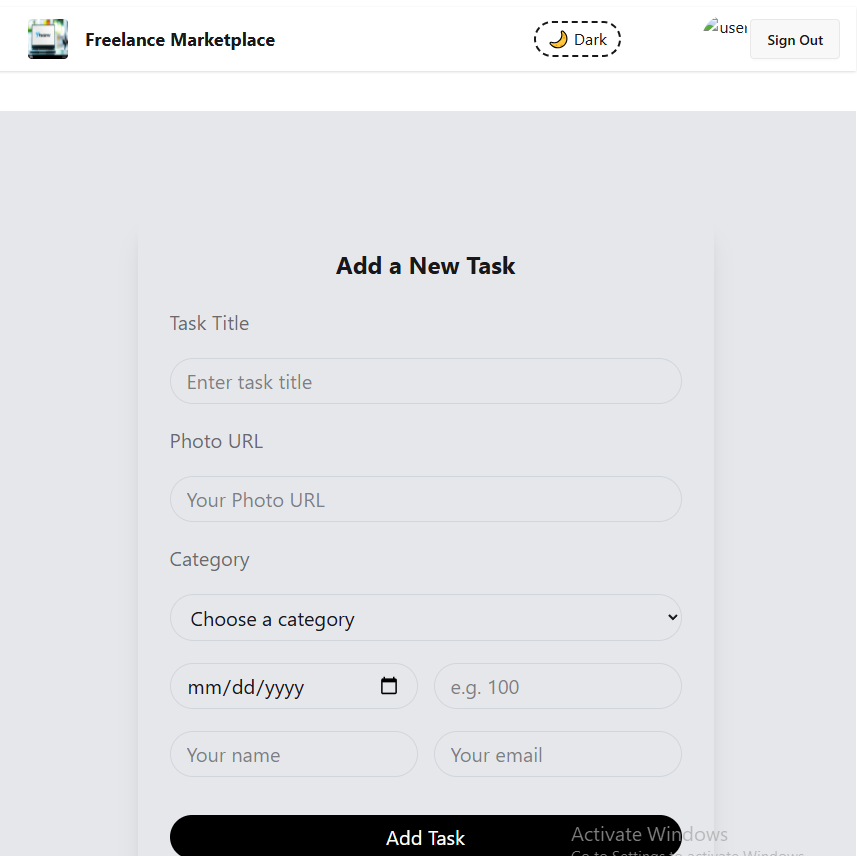 Freelance Marketplace
🌙 Dark
user
Sign Out
Add a New Task
Task Title
Enter task title
Photo URL
Your Photo URL
Category
Choose a category
mm/dd/yyyy
e.g. 100
Your name
Your email
Add Task
Activate Windows
Go to Settings to activate Windows.